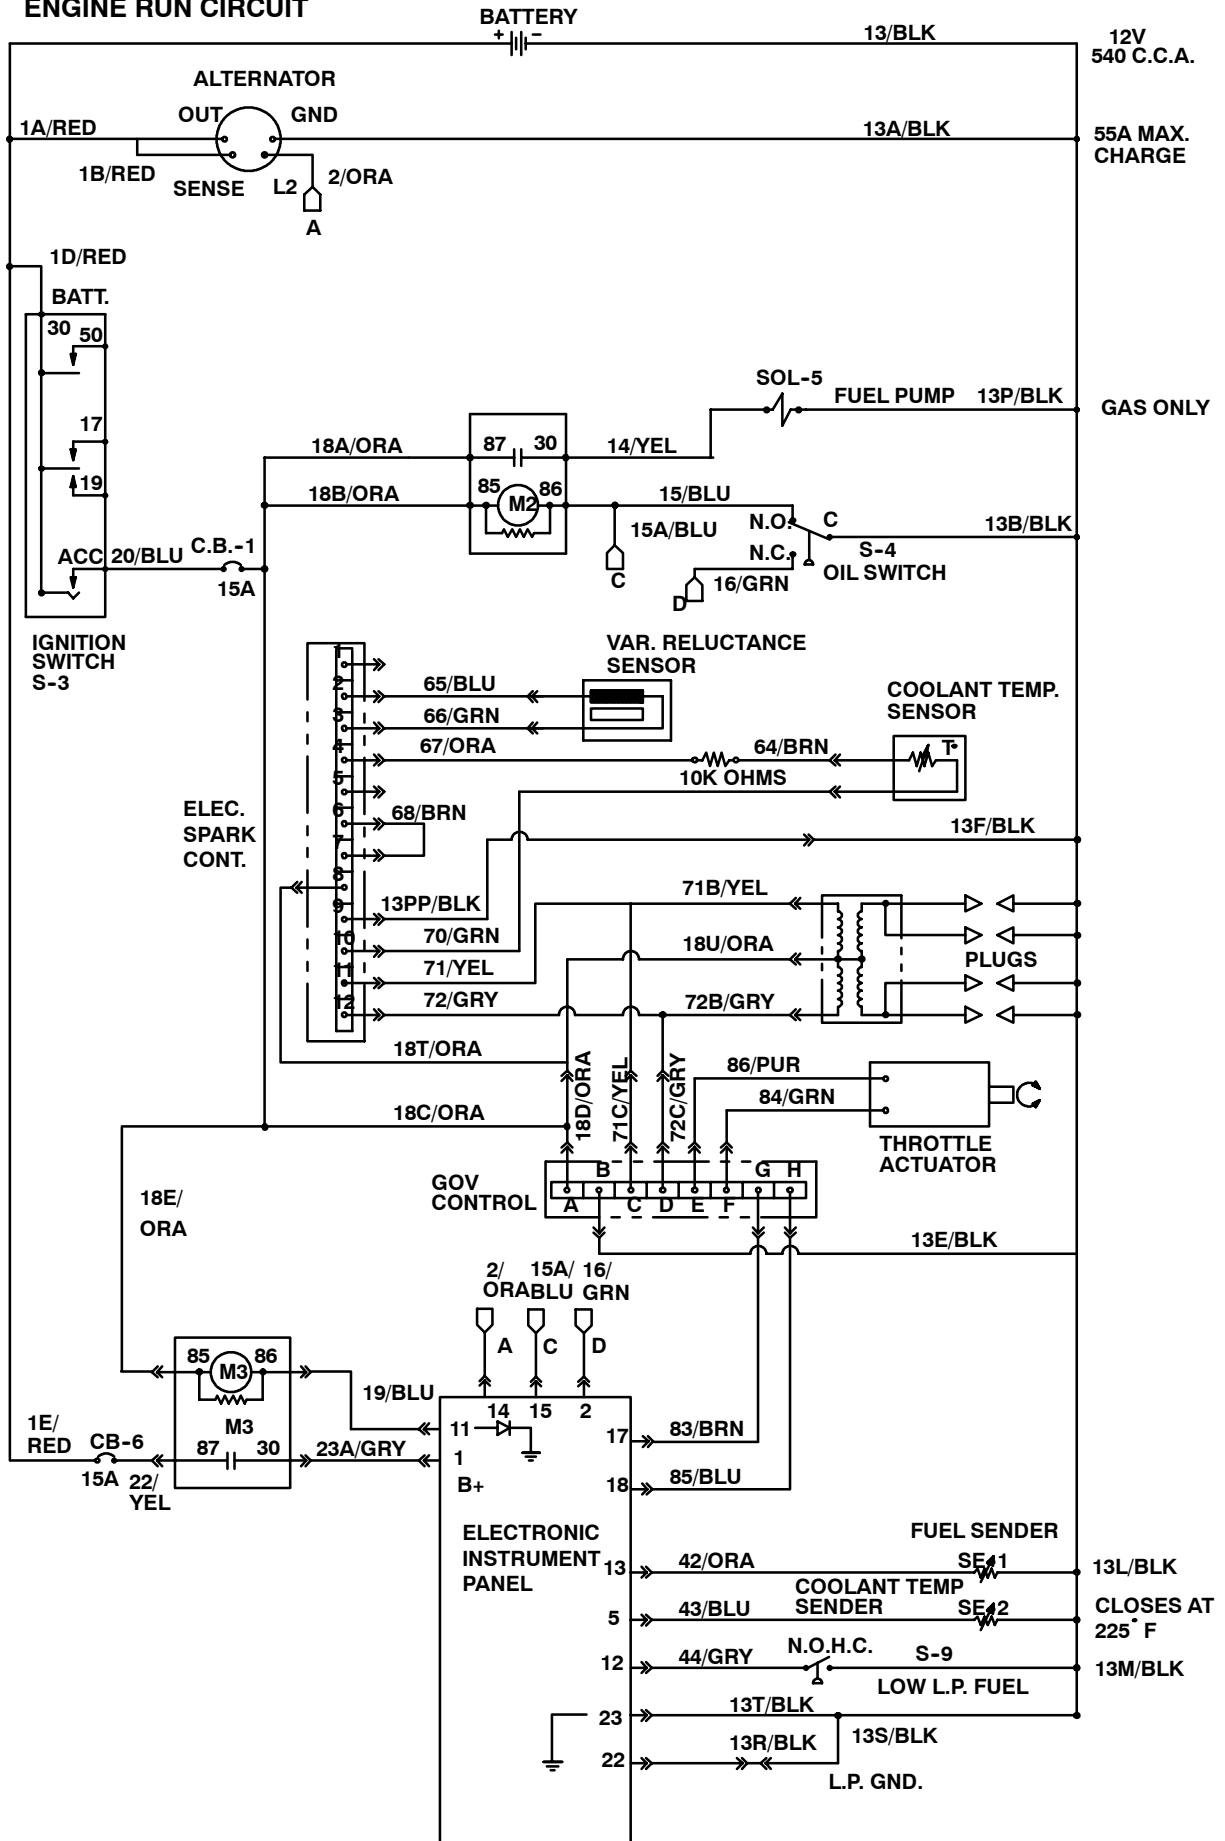 ENGINE RUN CIRCUIT
BATTERY
+ −
13/BLK
12V
540 C.C.A.
ALTERNATOR
OUT
GND
1A/RED
13A/BLK
55A MAX.
CHARGE
1B/RED
SENSE
L2
2/ORA
A
1D/RED
BATT.
30
50
17
19
ACC
20/BLU
C.B.-1
15A
IGNITION
SWITCH
S-3
SOL-5
FUEL PUMP
13P/BLK
GAS ONLY
18A/ORA
87
30
14/YEL
18B/ORA
85
M2
86
15/BLU
15A/BLU
N.O.
C
13B/BLK
N.C.
S-4
OIL SWITCH
C
16/GRN
D
VAR. RELUCTANCE
SENSOR
COOLANT TEMP.
SENSOR
1
2
65/BLU
3
66/GRN
4
67/ORA
64/BRN
T°
10K OHMS
5
6
68/BRN
7
ELEC.
SPARK
CONT.
13F/BLK
8
9
13PP/BLK
71B/YEL
10
70/GRN
18U/ORA
11
71/YEL
PLUGS
12
72/GRY
72B/GRY
18T/ORA
18D/ORA
71C/YEL
72C/GRY
86/PUR
84/GRN
THROTTLE
ACTUATOR
18C/ORA
GOV
CONTROL
B
G
H
A
C
D
E
F
18E/
ORA
13E/BLK
2/
ORA
15A/
BLU
16/
GRN
A
C
D
85
M3
86
19/BLU
14
15
2
11
17
83/BRN
M3
1E/
RED
CB-6
15A
22/
YEL
87
30
23A/GRY
1
B+
18
85/BLU
ELECTRONIC
INSTRUMENT
PANEL
FUEL SENDER
13
42/ORA
SE-1
13L/BLK
COOLANT TEMP
SENDER
5
43/BLU
SE-2
CLOSES AT
225° F
12
44/GRY
N.O.H.C.
S-9
13M/BLK
LOW L.P. FUEL
23
13T/BLK
13S/BLK
22
13R/BLK
L.P. GND.